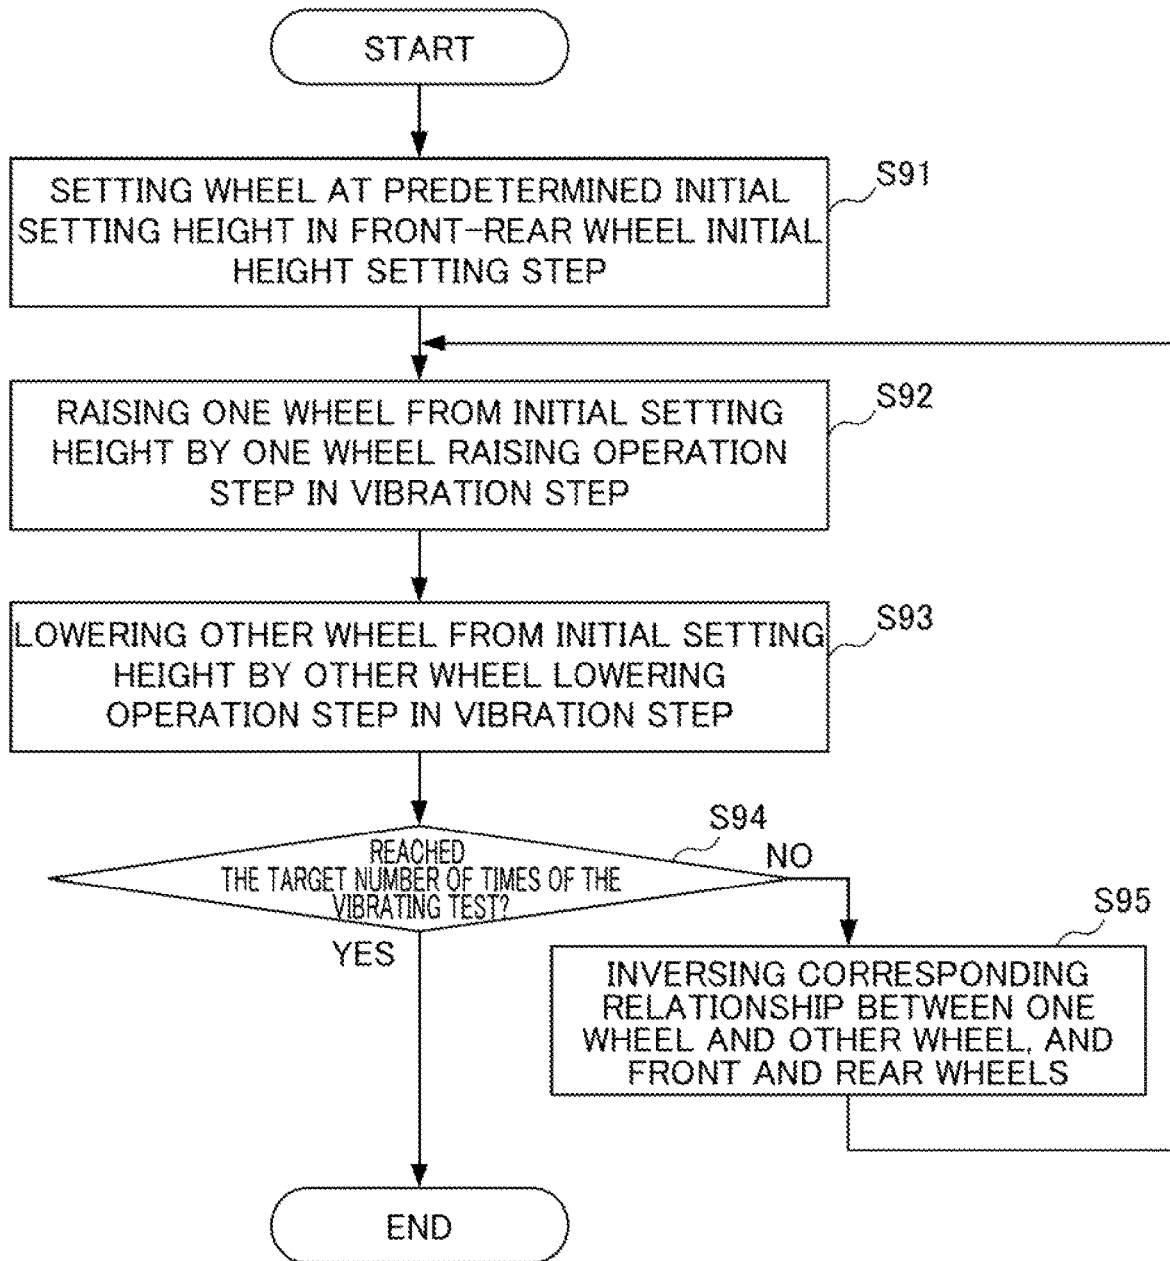 START
S91
SETTING WHEEL AT PREDETERMINED INITIAL
SETTING HEIGHT IN FRONT-REAR WHEEL INITIAL
HEIGHT SETTING STEP
S92
RAISING ONE WHEEL FROM INITIAL SETTING
HEIGHT BY ONE WHEEL RAISING OPERATION
STEP IN VIBRATION STEP
S93
LOWERING OTHER WHEEL FROM INITIAL SETTING
HEIGHT BY OTHER WHEEL LOWERING
OPERATION STEP IN VIBRATION STEP
S94
REACHED
THE TARGET NUMBER OF TIMES OF THE
VIBRATING TEST?
NO
YES
S95
INVERSING CORRESPONDING
RELATIONSHIP BETWEEN ONE
WHEEL AND OTHER WHEEL, AND
FRONT AND REAR WHEELS
END